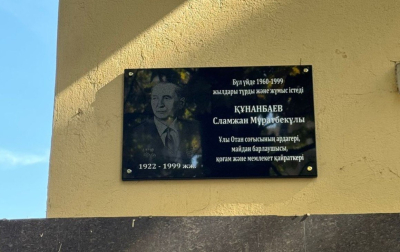 Бұл үйде 1960-1999
жылдары тұрды және жұмыс істеді
ҚҰНАНБАЕВ
Сламжан Мұратбекұлы
Ұлы Отан соғысының ардагері,
майдан барлаушысы,
қоғам және мемлекет қайраткері
1922 - 1999 жж